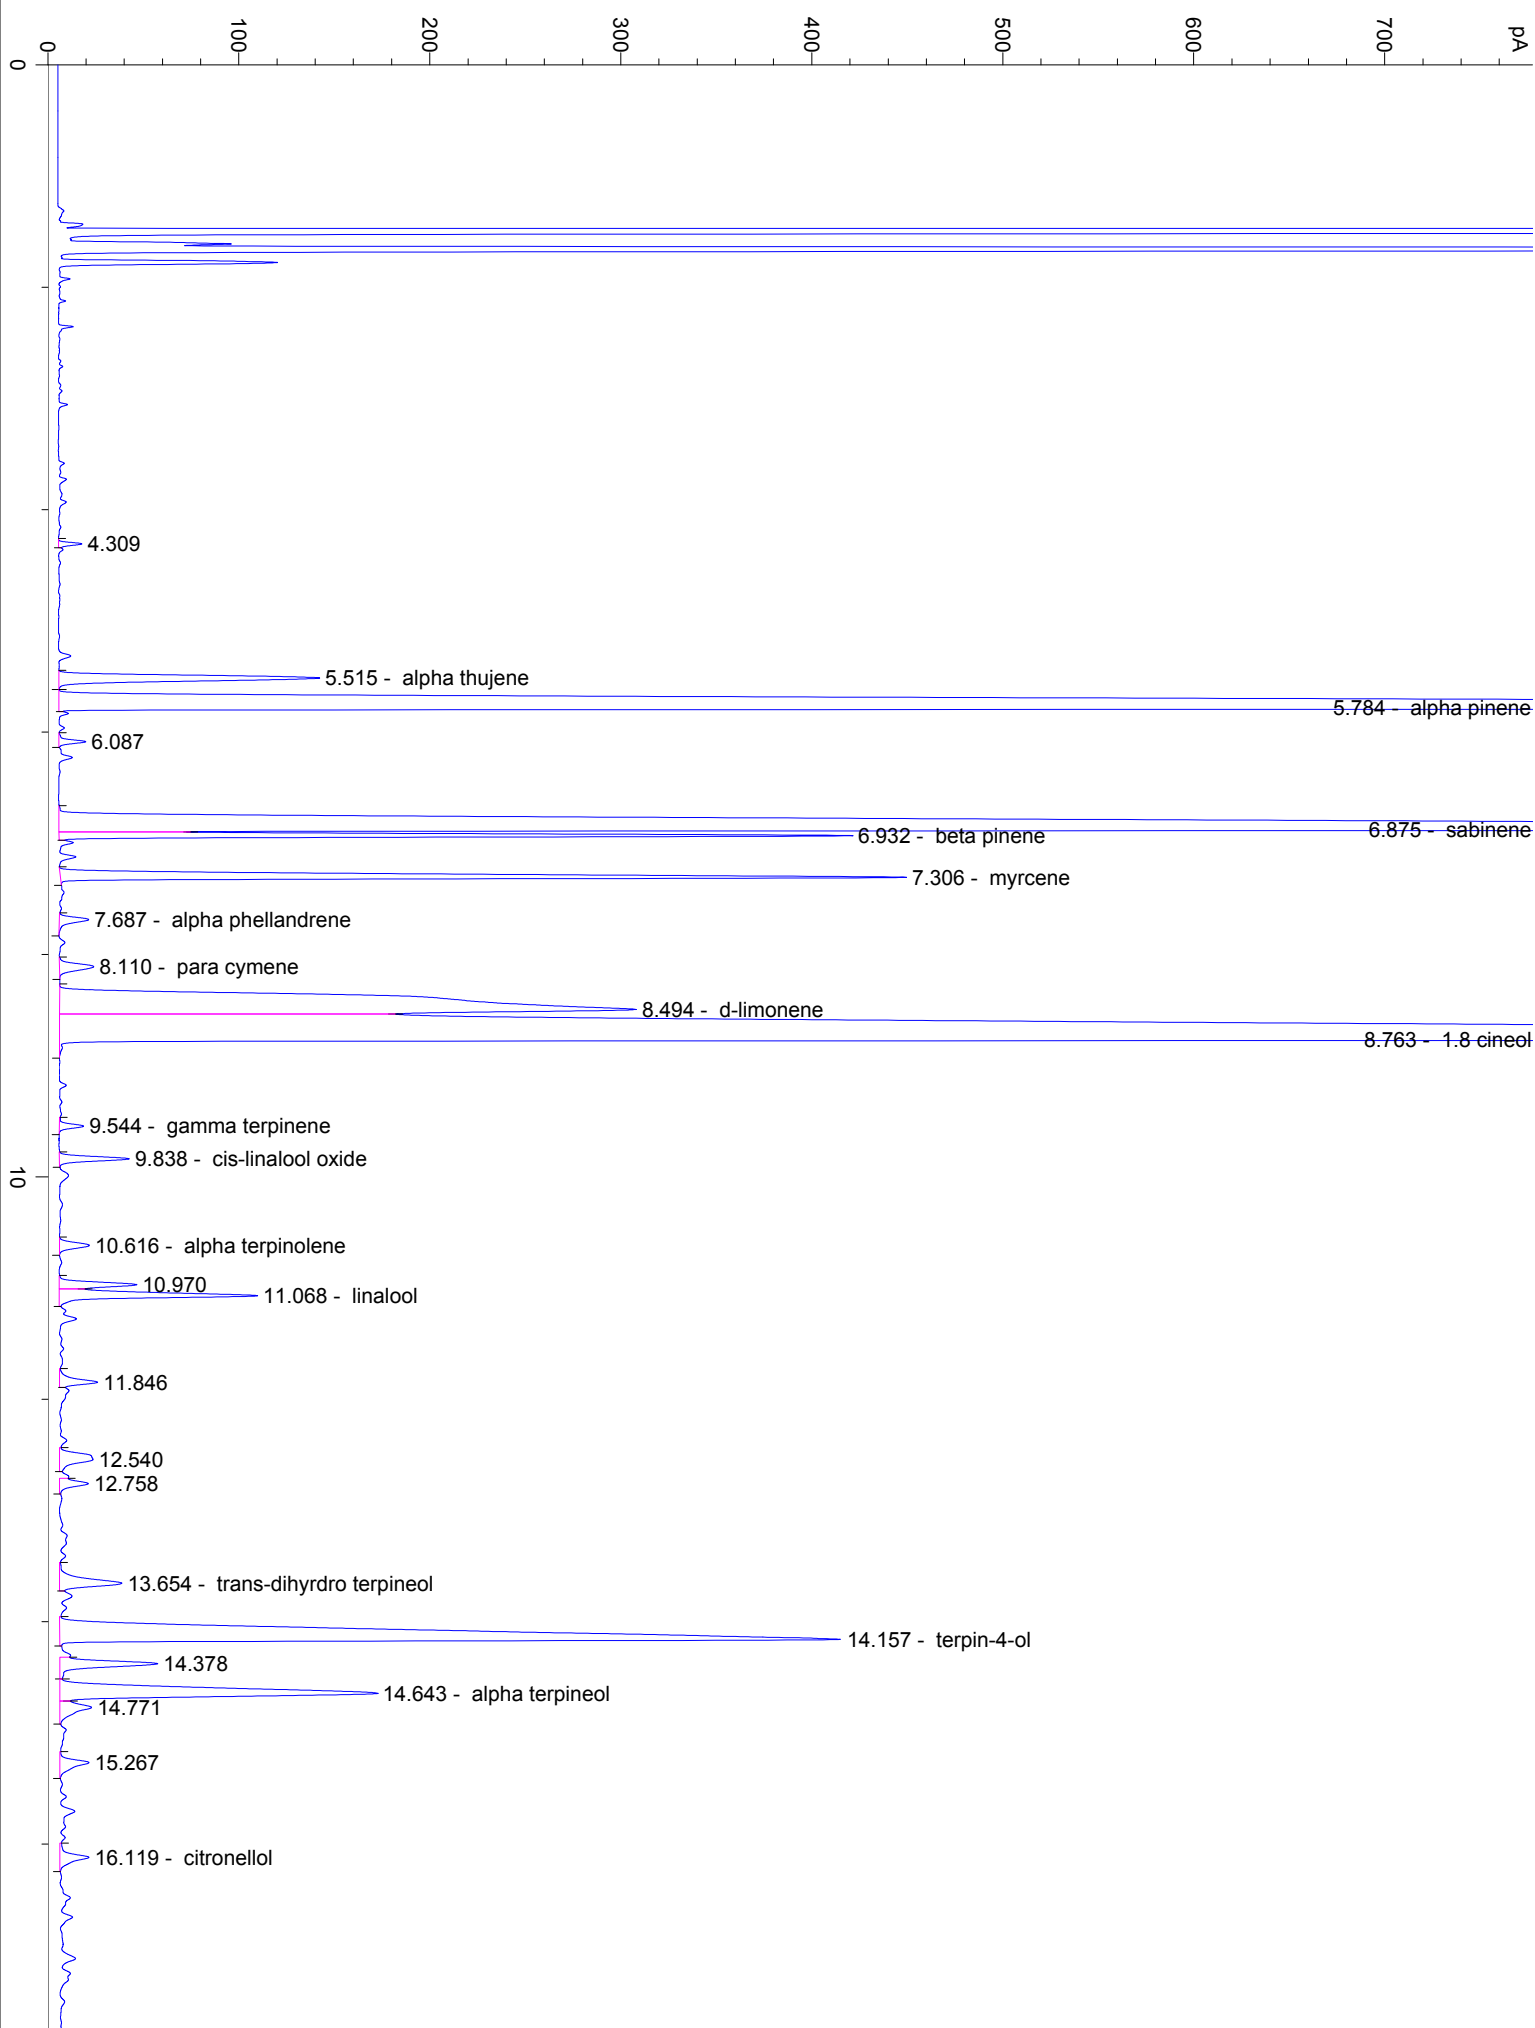 pA
0
100
200
300
400
500
600
700
0
4.309
5.515 - alpha thujene
5.784 - alpha pinene
6.087
6.875 - sabinene
6.932 - beta pinene
7.306 - myrcene
7.687 - alpha phellandrene
8.110 - para cymene
8.494 - d-limonene
8.763 - 1.8 cineol
9.544 - gamma terpinene
9.838 - cis-linalool oxide
10
10.616 - alpha terpinolene
10.970
11.068 - linalool
11.846
12.540
12.758
13.654 - trans-dihyrdro terpineol
14.157 - terpin-4-ol
14.378
14.643 - alpha terpineol
14.771
15.267
16.119 - citronellol